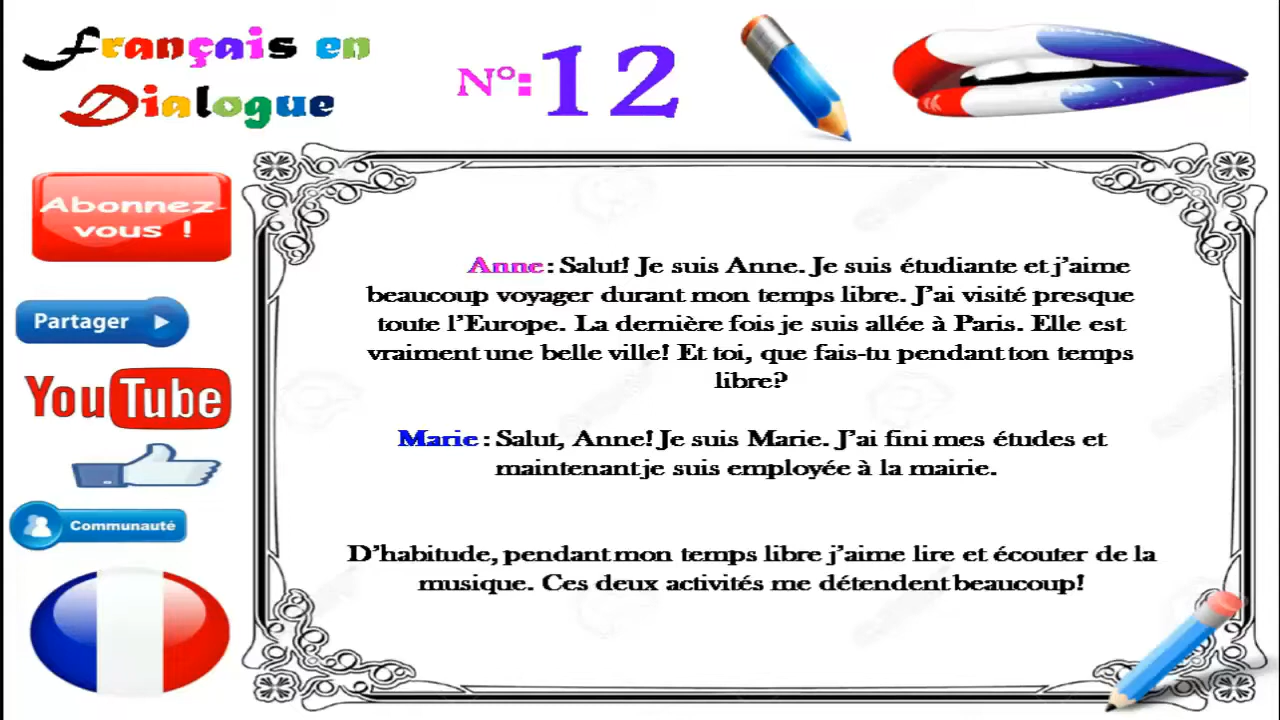 Français en
Dialogue
N°:12
Abonnez-
vous !
Partager
YouTube
Communauté
Anne : Salut! Je suis Anne. Je suis étudiante et j'aime
beaucoup voyager durant mon temps libre. J'ai visité presque
toute l'Europe. La dernière fois je suis allée à Paris. Elle est
vraiment une belle ville! Et toi, que fais-tu pendant ton temps
libre?
Marie : Salut, Anne! Je suis Marie. J'ai fini mes études et
maintenant je suis employée à la mairie.
D'habitude, pendant mon temps libre j'aime lire et écouter de la
musique. Ces deux activités me détendent beaucoup!